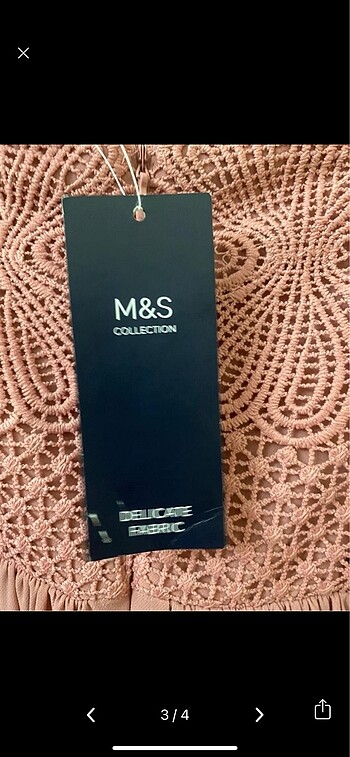 M&S
COLLECTION
DELICATE
FABRIC
3/4